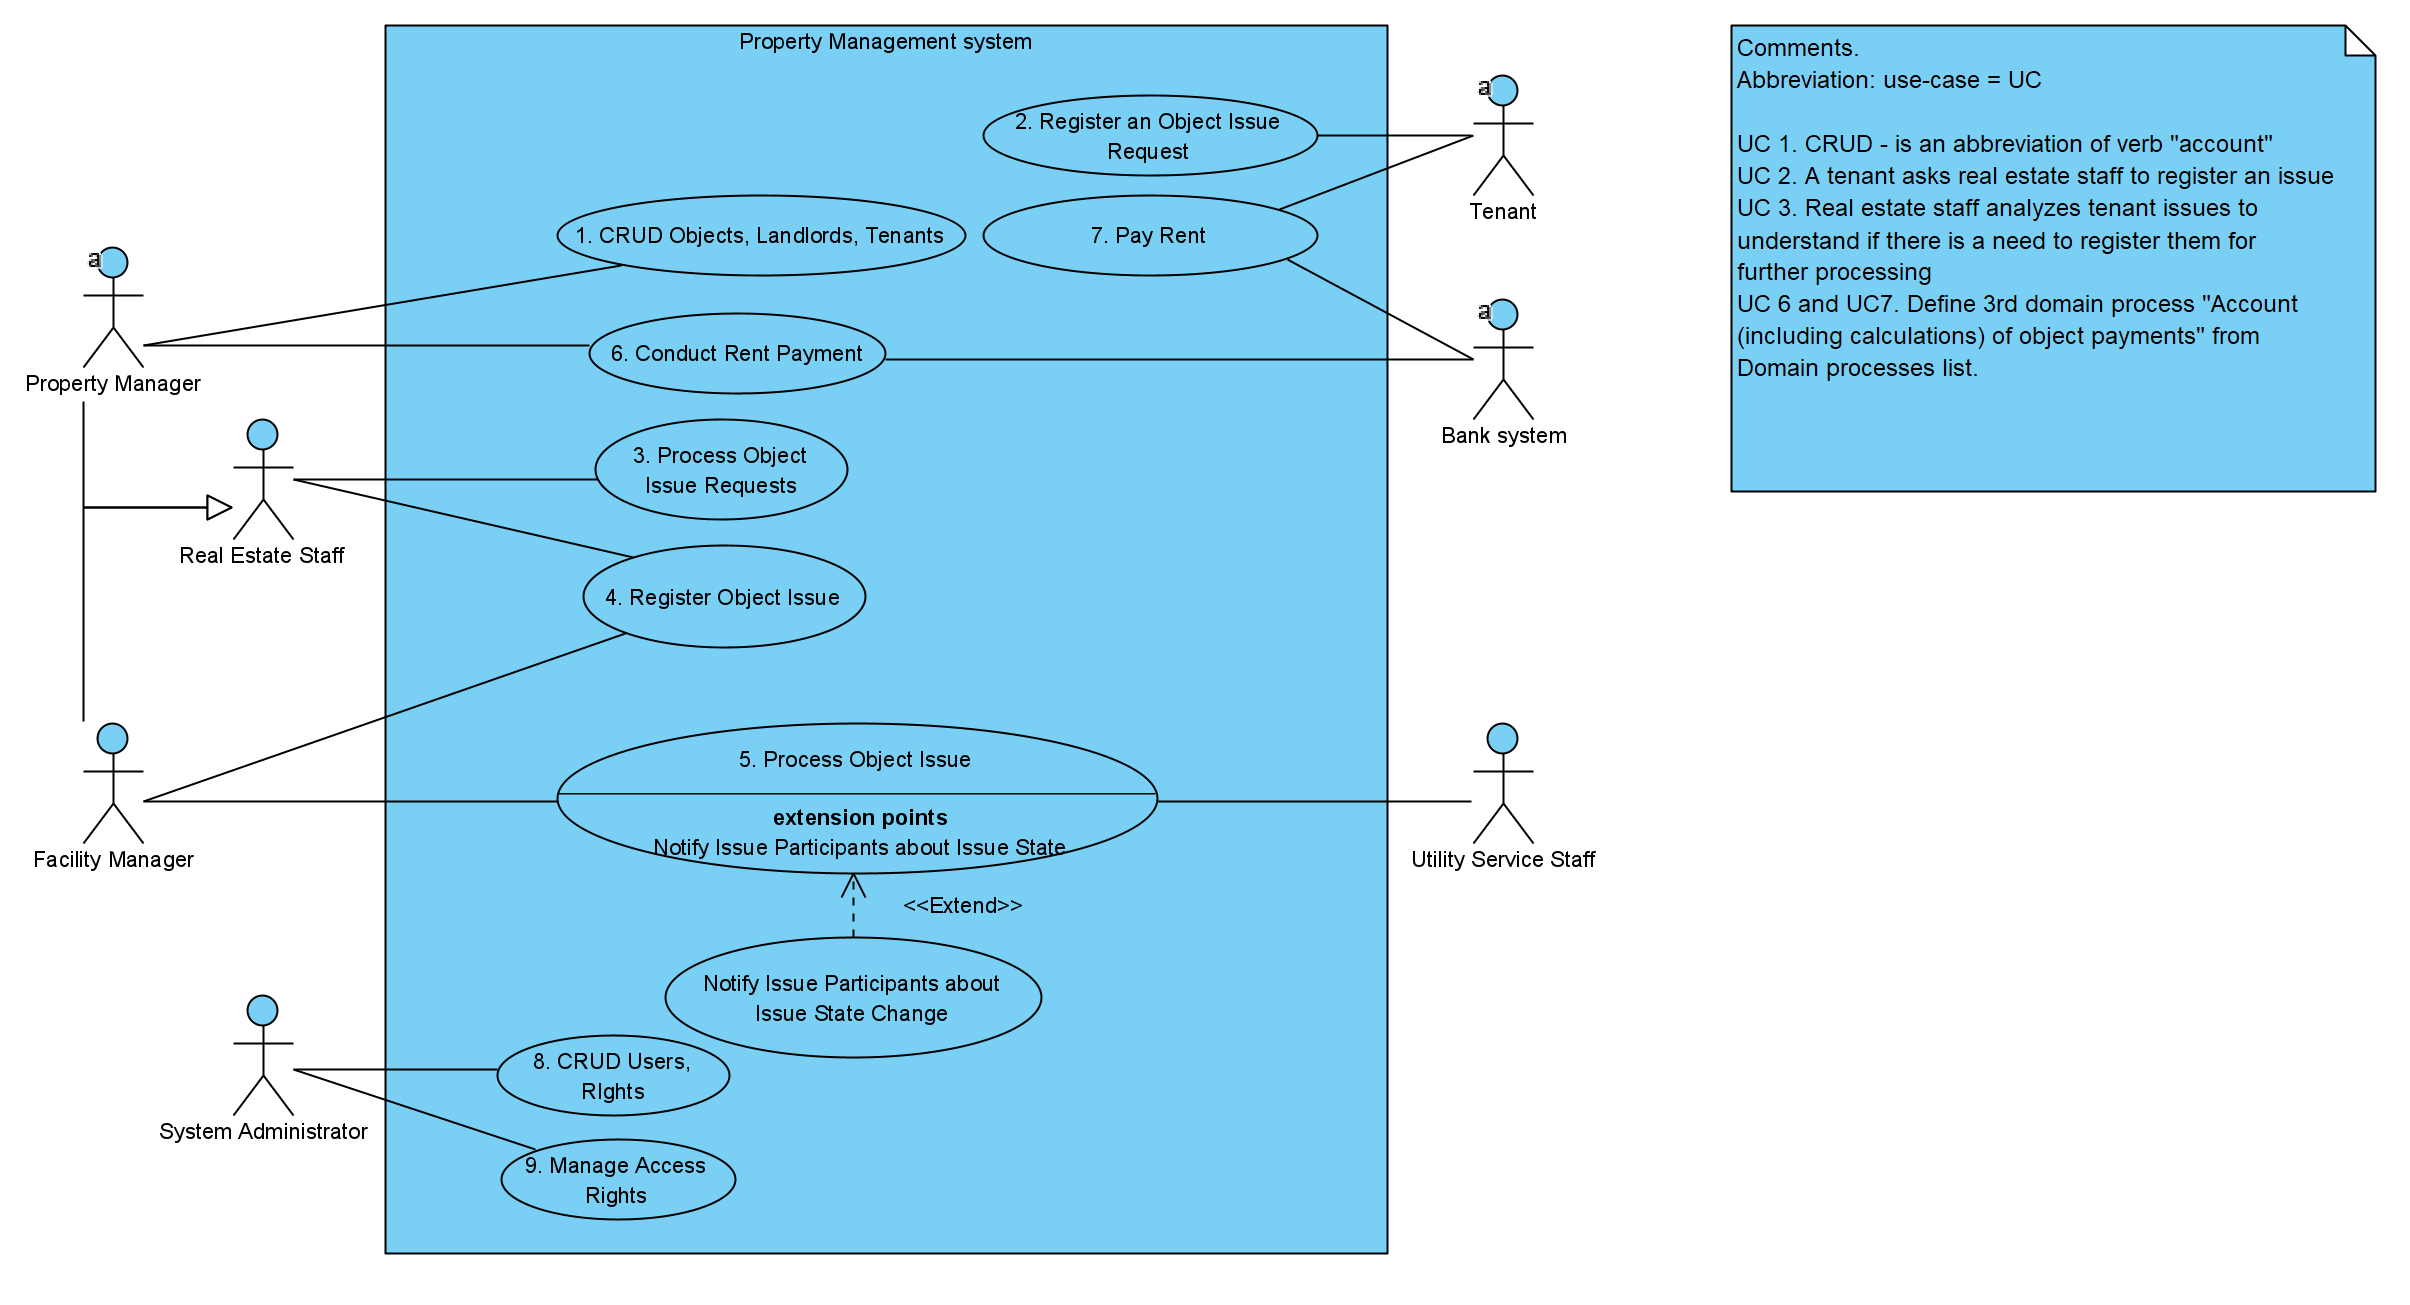 Property Management system
Comments.
Abbreviation: use-case = UC
UC 1. CRUD - is an abbreviation of verb "account"
UC 2. A tenant asks real estate staff to register an issue
UC 3. Real estate staff analyzes tenant issues to
understand if there is a need to register them for
further processing
UC 6 and UC7. Define 3rd domain process "Account
(including calculations) of object payments" from
Domain processes list.
a
2. Register an Object Issue
Request
Tenant
1. CRUD Objects, Landlords, Tenants
7. Pay Rent
a
Property Manager
a
6. Conduct Rent Payment
Bank system
3. Process Object
Issue Requests
Real Estate Staff
4. Register Object Issue
5. Process Object Issue
extension points
Notify Issue Participants about Issue State
Facility Manager
Utility Service Staff
<<Extend>>
Notify Issue Participants about
Issue State Change
8. CRUD Users,
RIghts
System Administrator
9. Manage Access
Rights